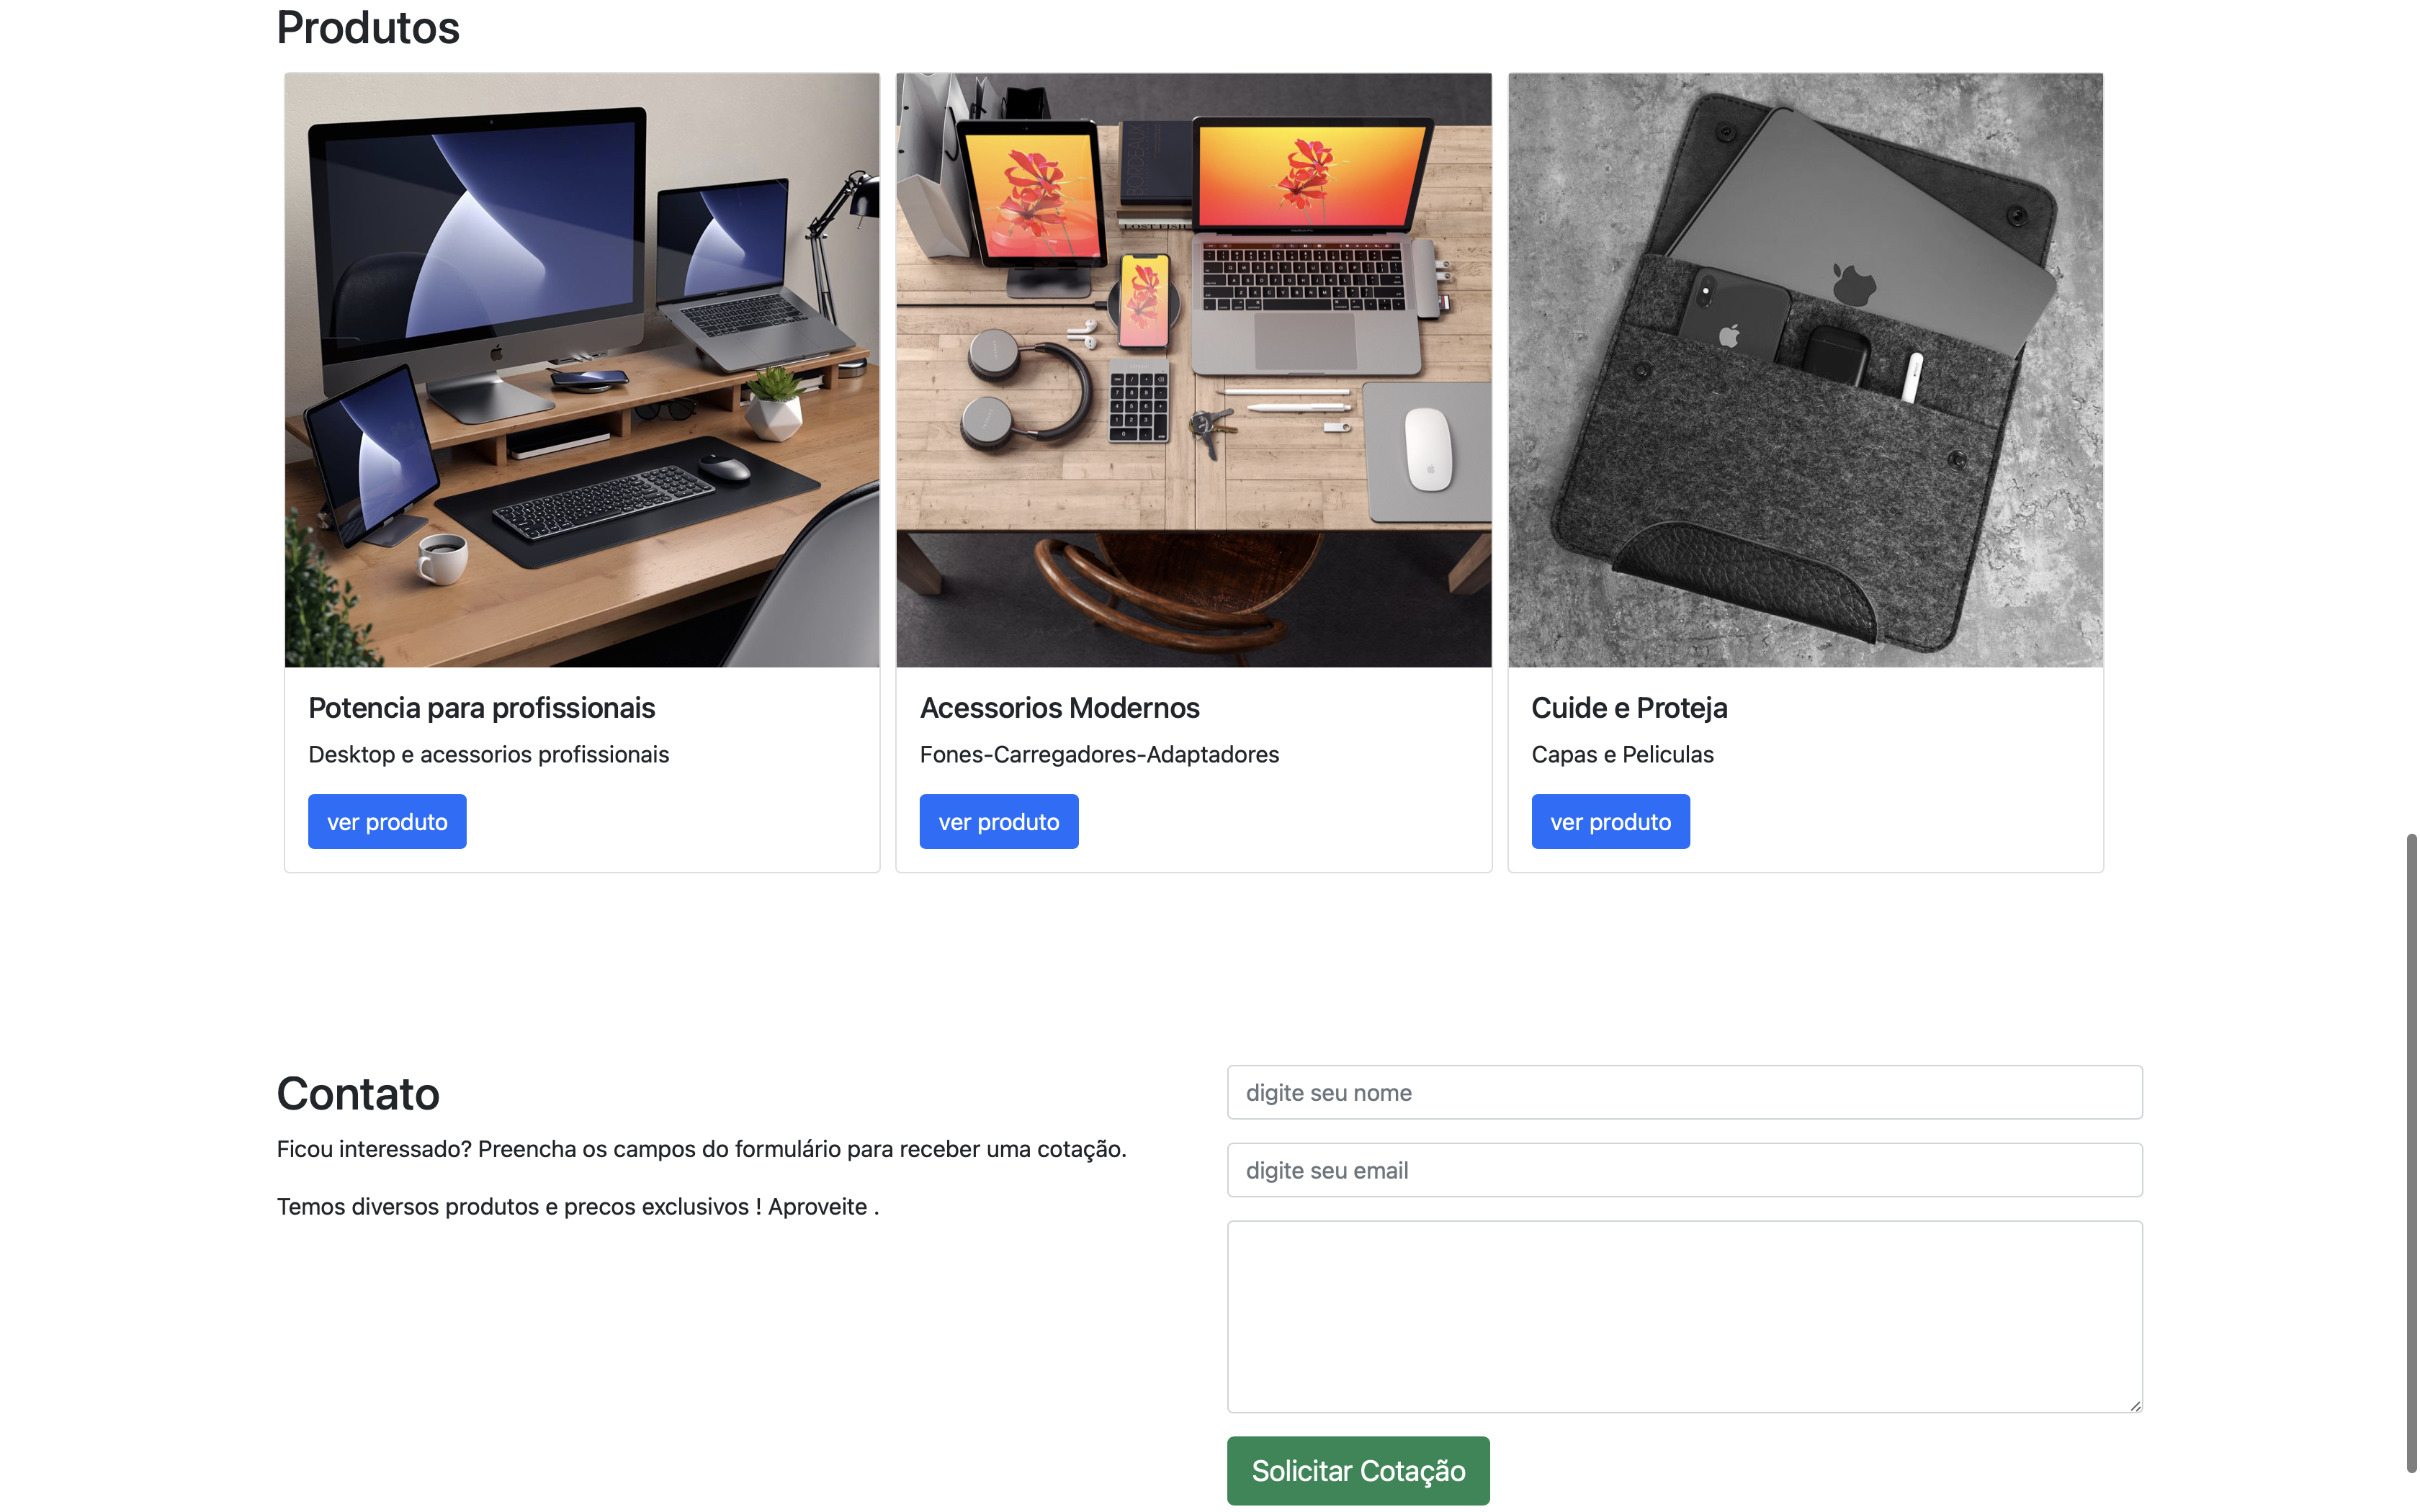 Produtos
BORDEAUX
Potencia para profissionais
Desktop e acessorios profissionais
ver produto
Acessorios Modernos
Fones-Carregadores-Adaptadores
ver produto
Cuide e Proteja
Capas e Peliculas
ver produto
Contato
Ficou interessado? Preencha os campos do formulário para receber uma cotação.
Temos diversos produtos e precos exclusivos ! Aproveite .
digite seu nome
digite seu email
Solicitar Cotação